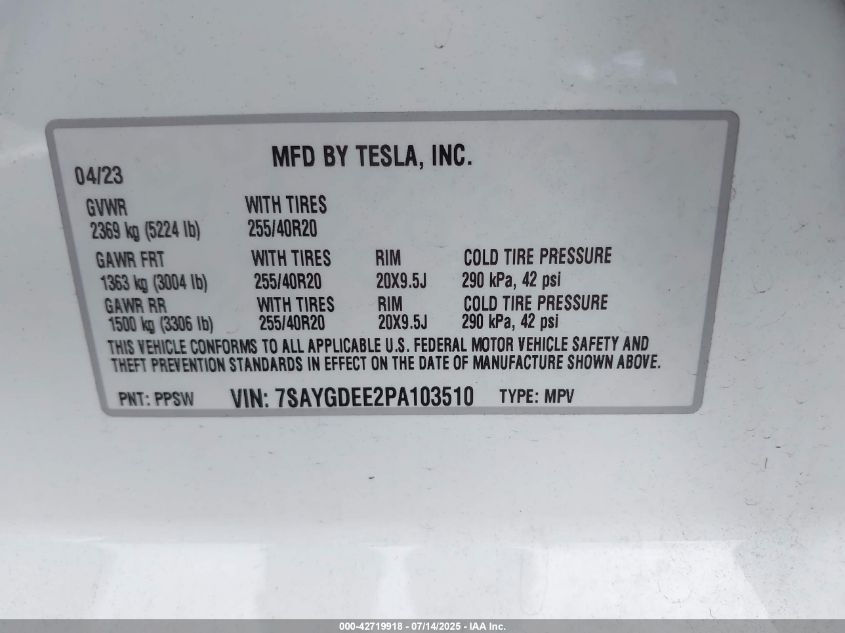 MFD BY TESLA, INC.
04/23
GVWR WITH TIRES
2369 kg (5224 lb) 255/40R20
GAWR FRT WITH TIRES RIM COLD TIRE PRESSURE
1363 kg (3004 lb) 255/40R20 20X9.5J 290 kPa, 42 psi
GAWR RR WITH TIRES RIM COLD TIRE PRESSURE
1500 kg (3306 lb) 255/40R20 20X9.5J 290 kPa, 42 psi
THIS VEHICLE CONFORMS TO ALL APPLICABLE U.S. FEDERAL MOTOR VEHICLE SAFETY AND
THEFT PREVENTION STANDARDS IN EFFECT ON THE DATE OF MANUFACTURE SHOWN ABOVE.
PNT: PPSW VIN: 7SAYGDEE2PA103510 TYPE: MPV
000-42719918 - 07/14/2025 - IAA Inc.